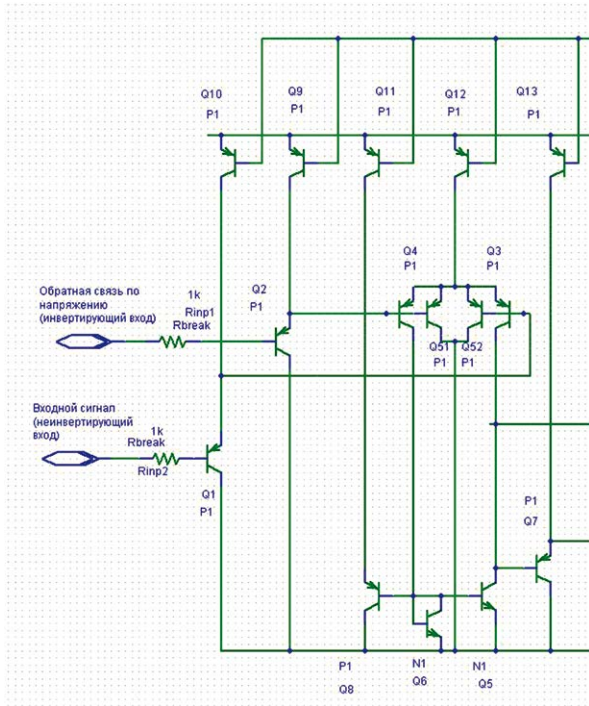 Q10
P1
Q9
P1
Q11
P1
Q12
P1
Q13
P1
Q4
P1
Q3
P1
Обратная связь по
напряжению
(инвертирующий вход)
1k
Rinp1
Rbreak
Q2
P1
Q51
P1
Q52
P1
Входной сигнал
(неинвертирующий
вход)
1k
Rbreak
Rinp2
Q1
P1
P1
Q7
P1
Q8
N1
Q6
N1
Q5